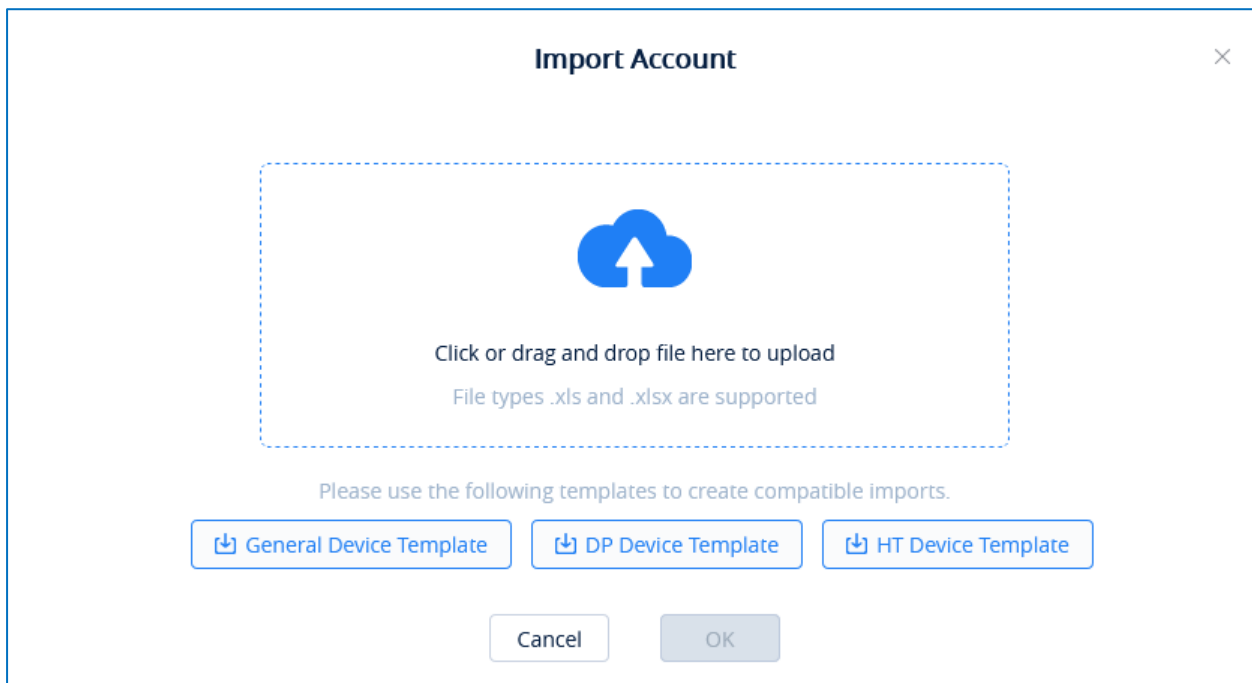 Import Account
Click or drag and drop file here to upload
File types .xls and .xlsx are supported
Please use the following templates to create compatible imports.
General Device Template DP Device Template HT Device Template
Cancel OK